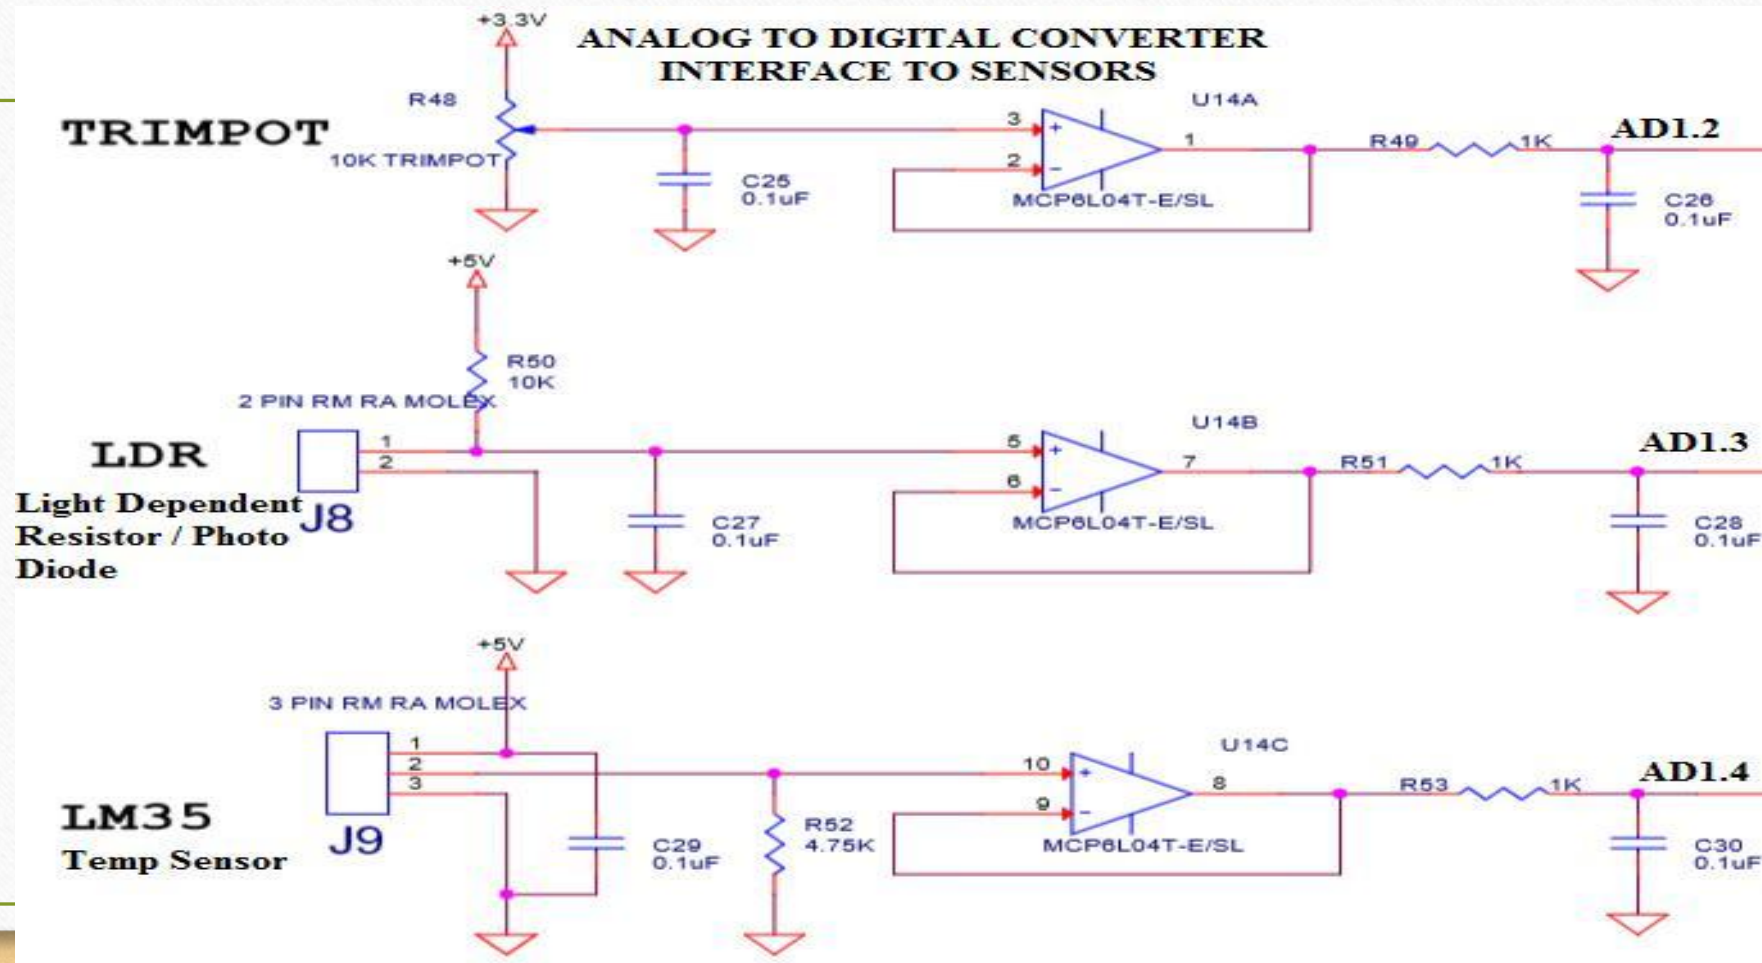 +3.3V
ANALOG TO DIGITAL CONVERTER
INTERFACE TO SENSORS
R48
TRIMPOT
10K TRIMPOT
C25
0.1uF
3
2
+
-
U14A
1
MCP6L04T-E/SL
R49
1K
AD1.2
C26
0.1uF
+5V
R50
10K
2 PIN RM RA MOLEX
LDR
1
2
Light Dependent
Resistor / Photo
Diode
J8
C27
0.1uF
5
6
+
-
U14B
7
MCP6L04T-E/SL
R51
1K
AD1.3
C28
0.1uF
+5V
3 PIN RM RA MOLEX
1
2
3
LM35
Temp Sensor
J9
C29
0.1uF
R52
4.75K
10
9
+
-
U14C
8
MCP6L04T-E/SL
R53
1K
AD1.4
C30
0.1uF